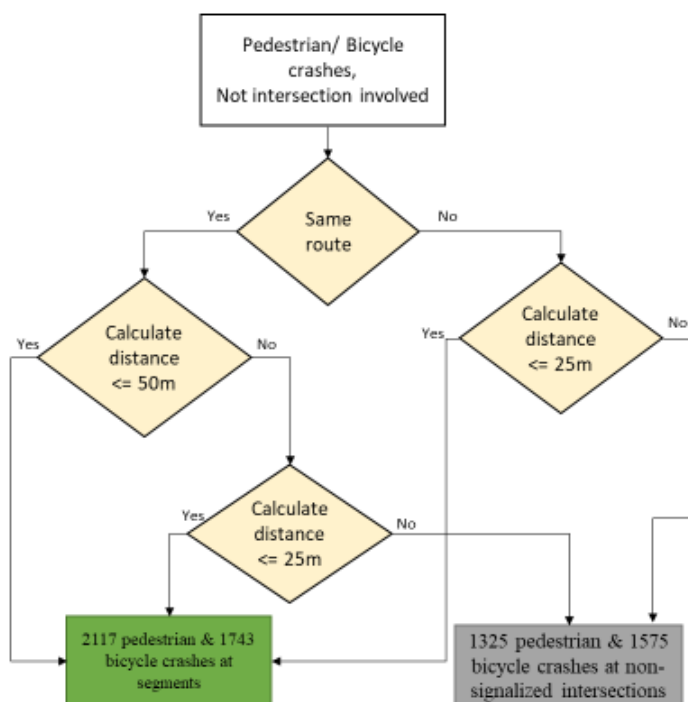 Pedestrian/ Bicycle
crashes,
Not intersection involved
Yes
Same
route
No
Yes
Calculate
distance
<= 50m
No
Yes
Calculate
distance
<= 25m
No
Yes
Calculate
distance
<= 25m
No
2117 pedestrian & 1743
bicycle crashes at
segments
1325 pedestrian & 1575
bicycle crashes at non-
signalized intersections